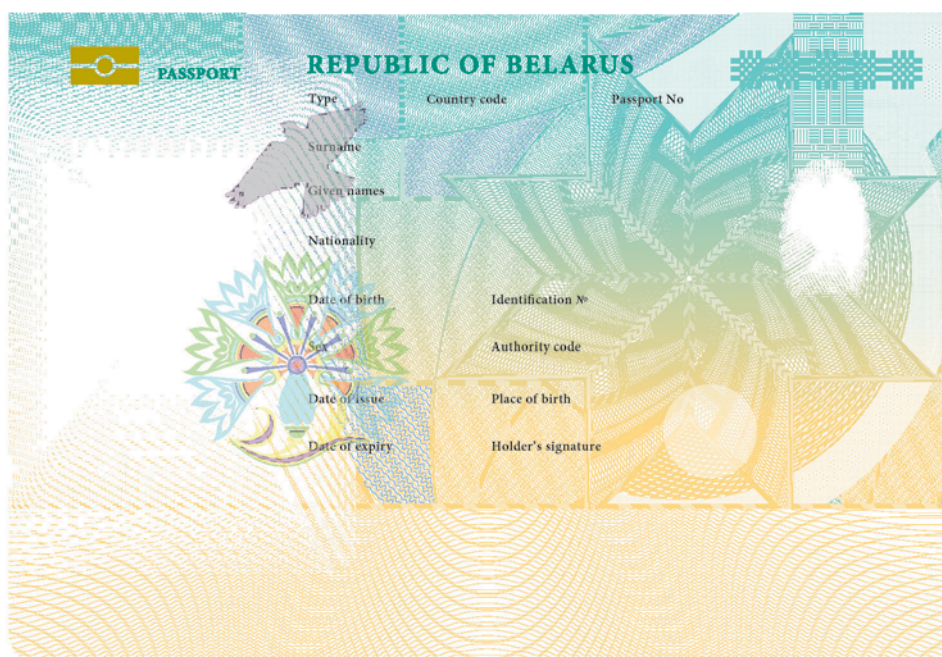 PASSPORT REPUBLIC OF BELARUS
Type Country code Passport No
Surname
Given names
Nationality
Date of birth Identification №
Sex Authority code
Date of issue Place of birth
Date of expiry Holder's signature